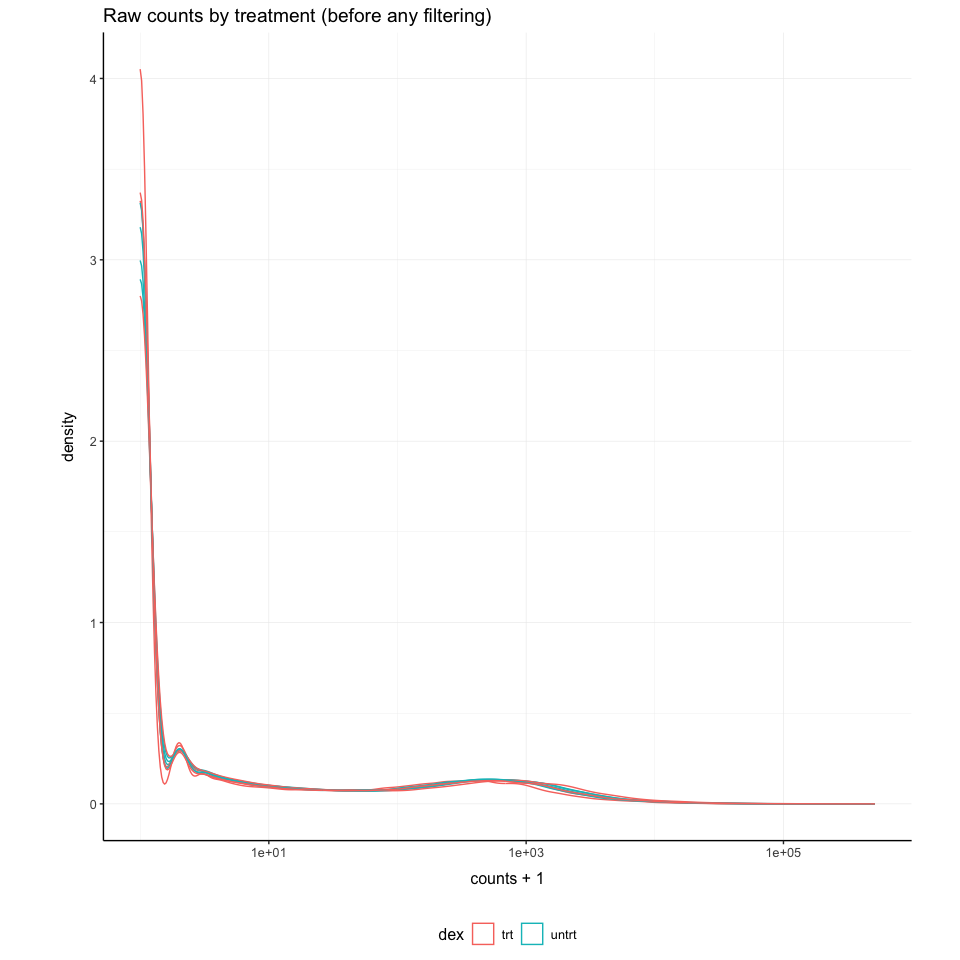 Raw counts by treatment (before any filtering)
4
3
2
1
0
density
1e+01 1e+03 1e+05
counts + 1
dex trt untrt